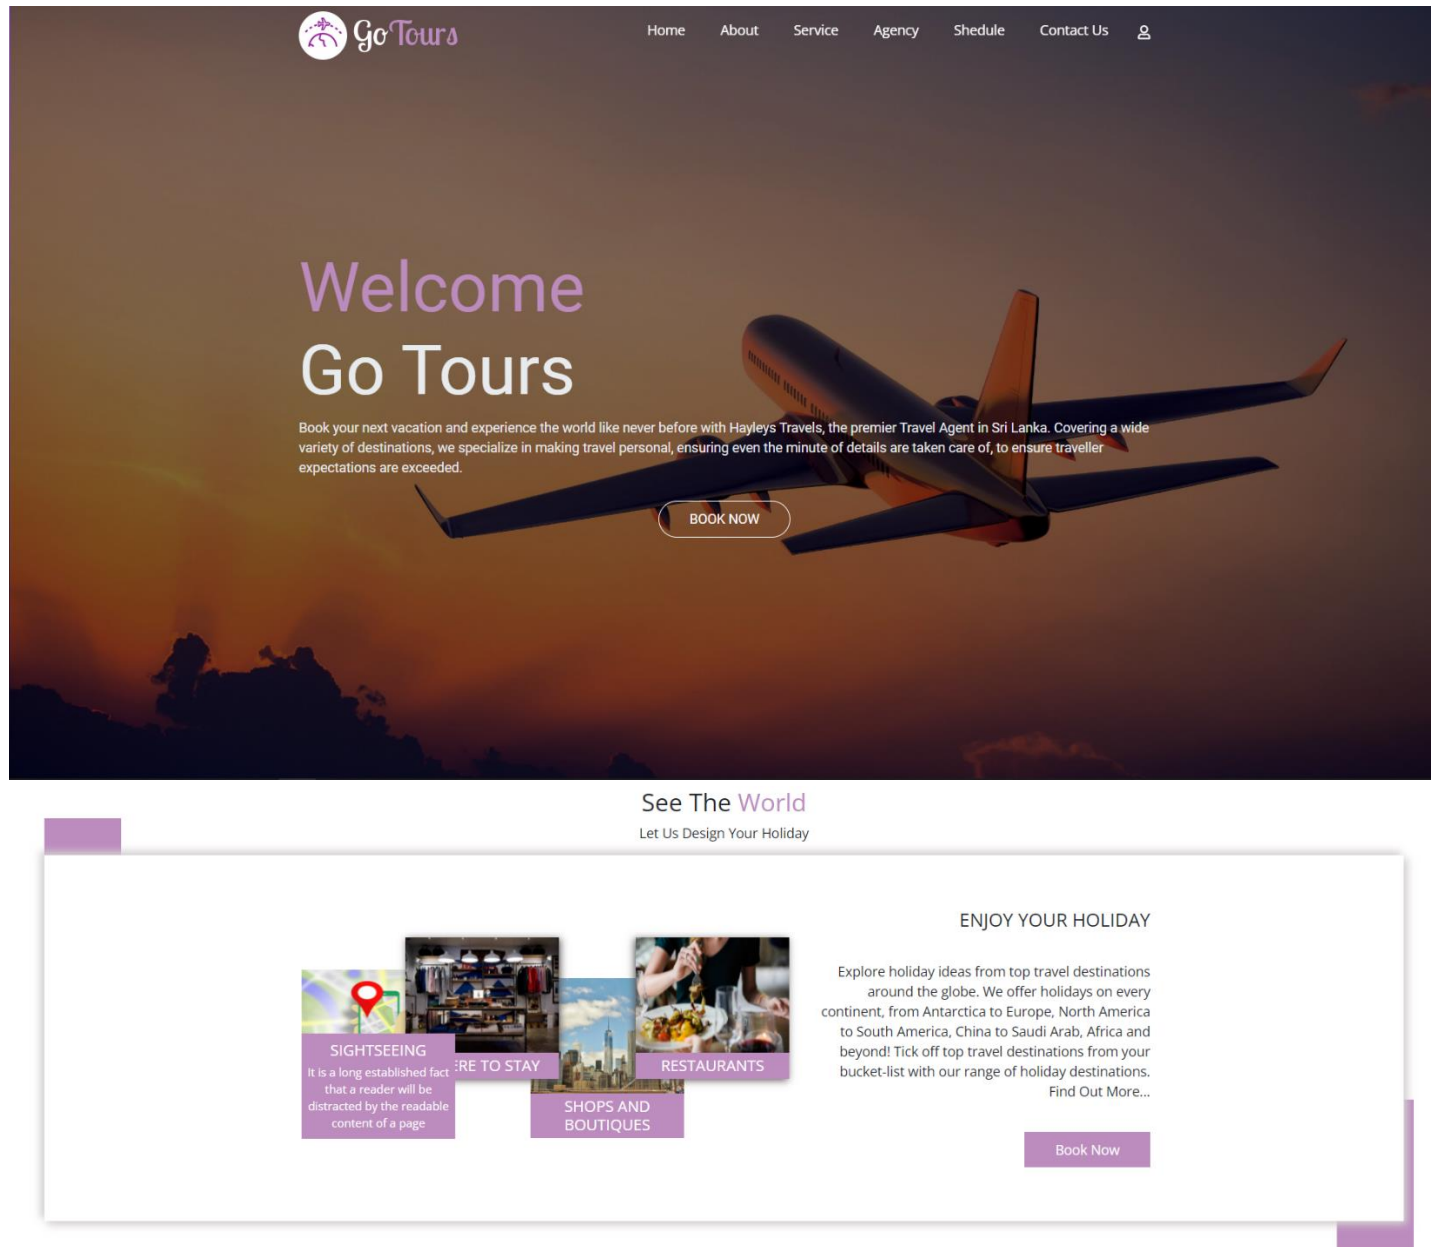 Go Tours
Home About Service Agency Shedule Contact Us
Welcome
Go Tours
Book your next vacation and experience the world like never before with Hayleys Travels, the premier Travel Agent in Sri Lanka. Covering a wide
variety of destinations, we specialize in making travel personal, ensuring even the minute of details are taken care of, to ensure traveller
expectations are exceeded.
BOOK NOW
See The World
Let Us Design Your Holiday
SIGHTSEEING
It is a long established fact
that a reader will be
distracted by the readable
content of a page
ERE TO STAY
SHOPS AND
BOUTIQUES
RESTAURANTS
ENJOY YOUR HOLIDAY
Explore holiday ideas from top travel destinations
around the globe. We offer holidays on every
continent, from Antarctica to Europe, North America
to South America, China to Saudi Arab, Africa and
beyond! Tick off top travel destinations from your
bucket-list with our range of holiday destinations.
Find Out More...
Book Now